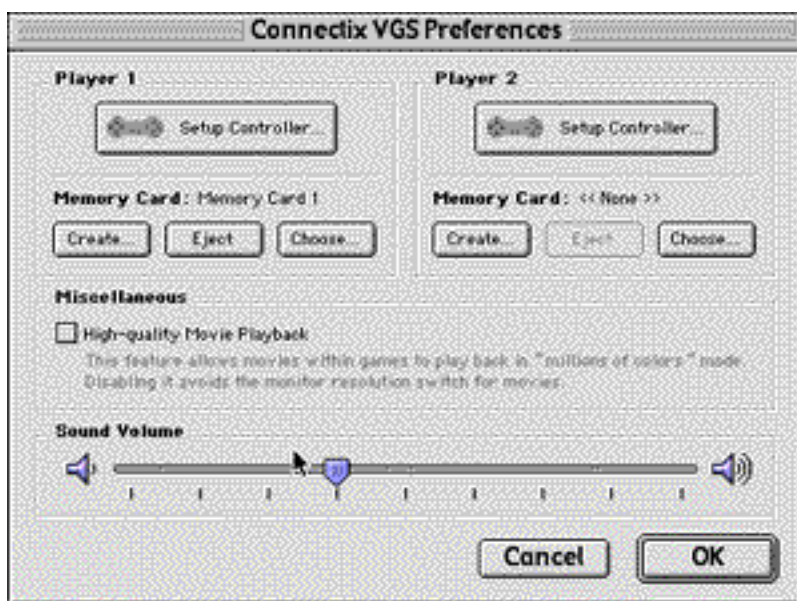 Connectix VGS Preferences
Player 1
Player 2
Setup Controller...
Setup Controller...
Memory Card: Memory Card 1
Memory Card: << None >>
Create... Eject Choose...
Create... Eject Choose...
Miscellaneous
High-quality Movie Playback
This feature allows movies within games to play back in "millions of colors" mode.
Disabling it avoids the monitor resolution switch for movies.
Sound Volume
Cancel OK